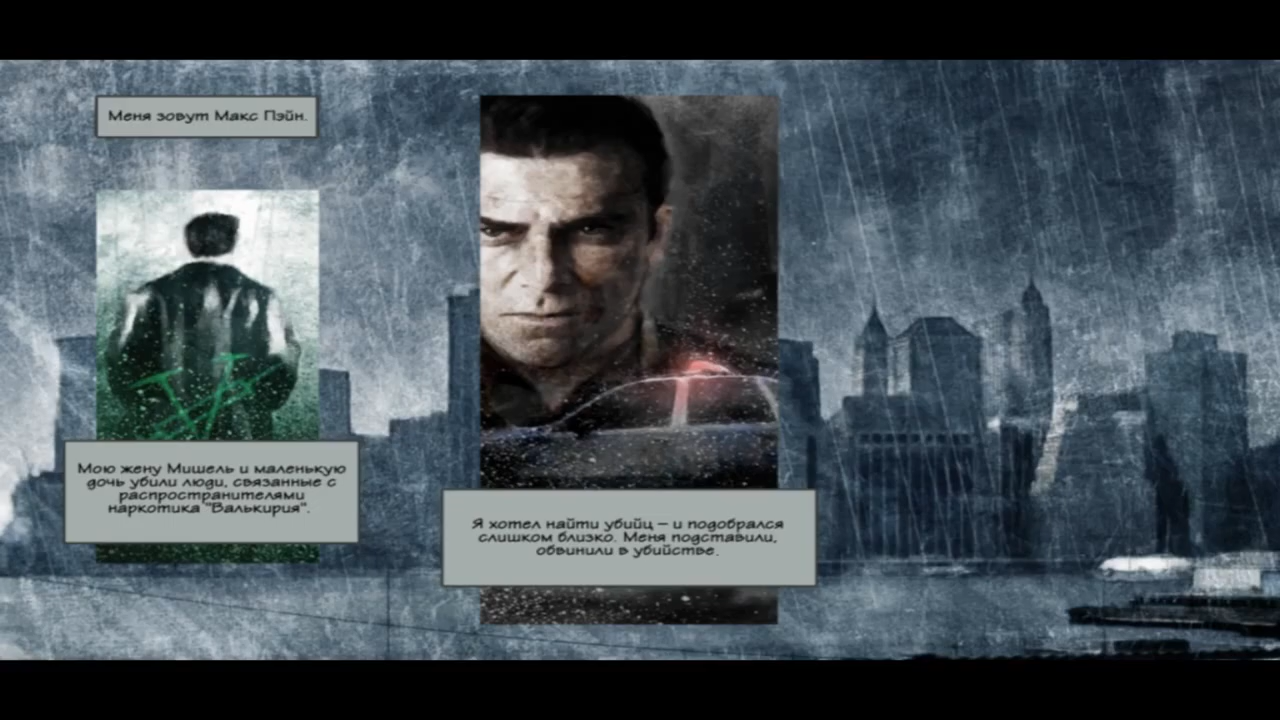 Меня зовут Макс Пэйн.
Мою жену Мишель и маленькую
дочь убили люди, связанные с
распространителями
наркотика "Валькирия".
Я хотел найти убийц – и подобрался
слишком близко. Меня подставили,
обвинили в убийстве.